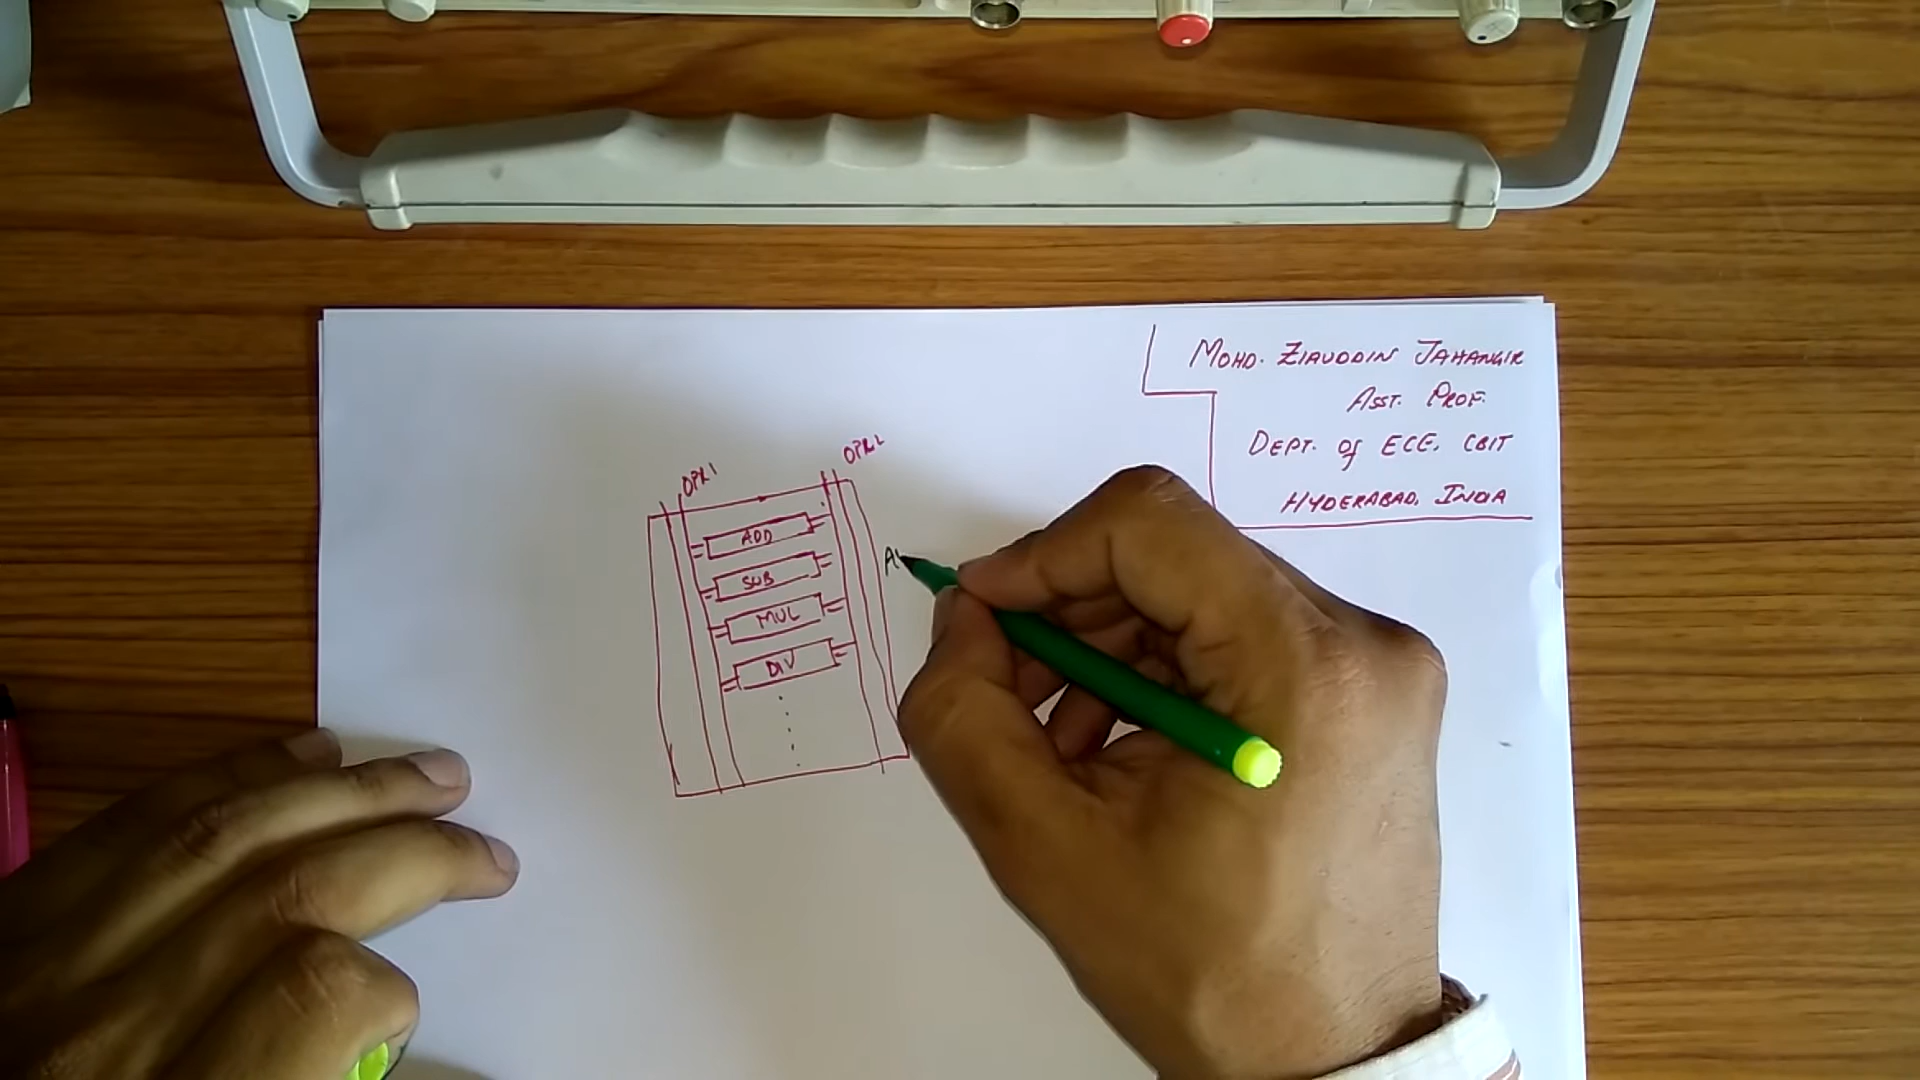 MOHD. ZIAUDDIN JAHANGIR
ASST. PROF.
DEPT. Of ECE, CBIT
HYDERABAD, INDIA
OPR1
OPR2
ADD
SUB
MUL
DIV